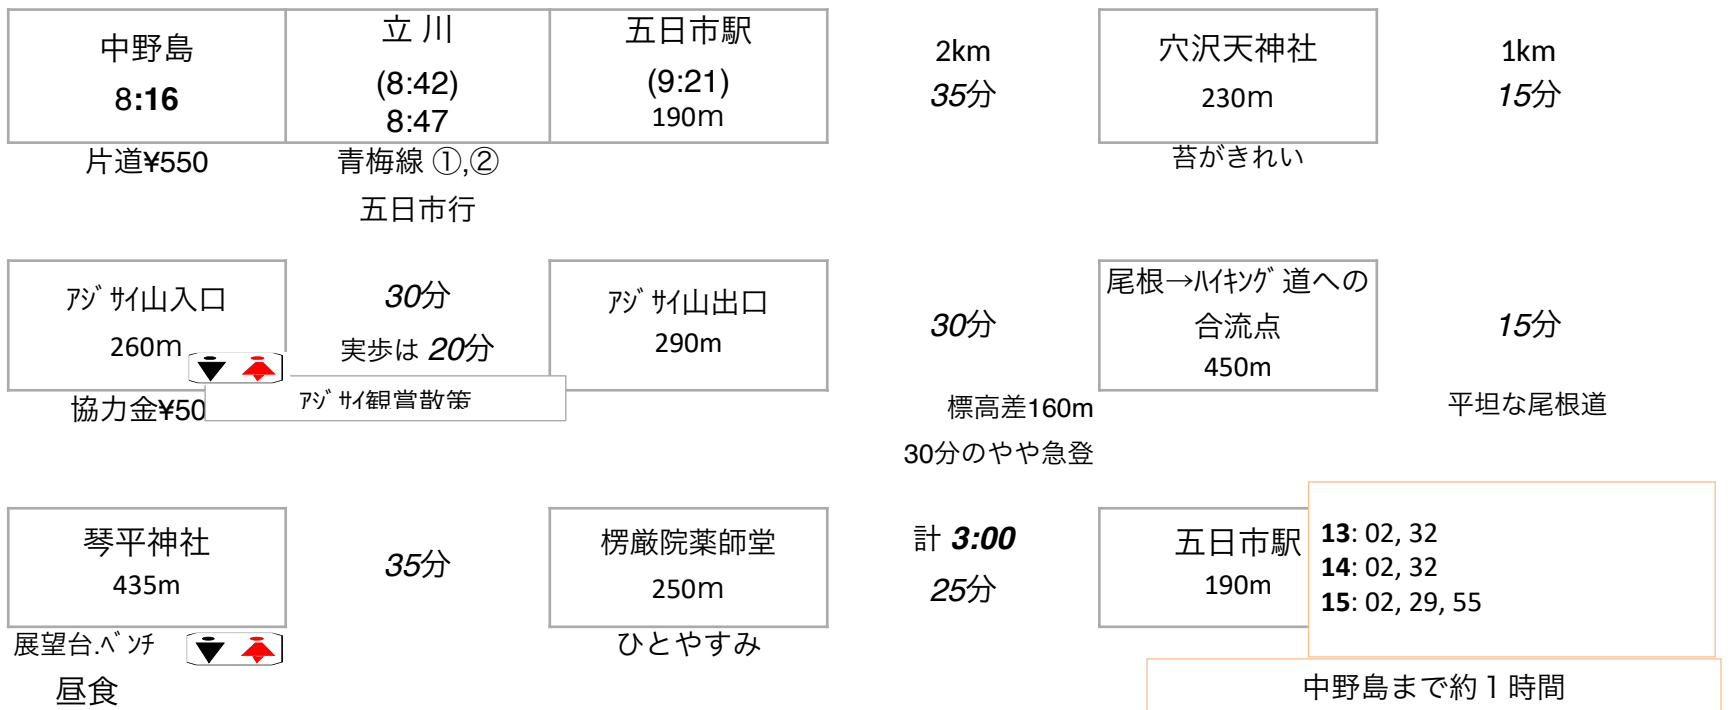 中野島
8:16
立 川
(8:42)
8:47
五日市駅
(9:21)
190ｍ
2km
35分
穴沢天神社
230ｍ
1km
15分
片道¥550
青梅線 ①,②
五日市行
苔がきれい
ｱｼﾞｻｲ山入口
260ｍ
30分
実歩は 20分
ｱｼﾞｻｲ山出口
290m
30分
尾根→ﾊｲｷﾝｸﾞ道への
合流点
450m
15分
協力金¥50
ｱｼﾞｻｲ観賞散策
標高差160m
30分のやや急登
平坦な尾根道
琴平神社
435m
35分
楞厳院薬師堂
250ｍ
計 3:00
25分
五日市駅
190m
13: 02, 32
14: 02, 32
15: 02, 29, 55
展望台.ﾍﾞﾝﾁ
昼食
ひとやすみ
中野島まで約１時間